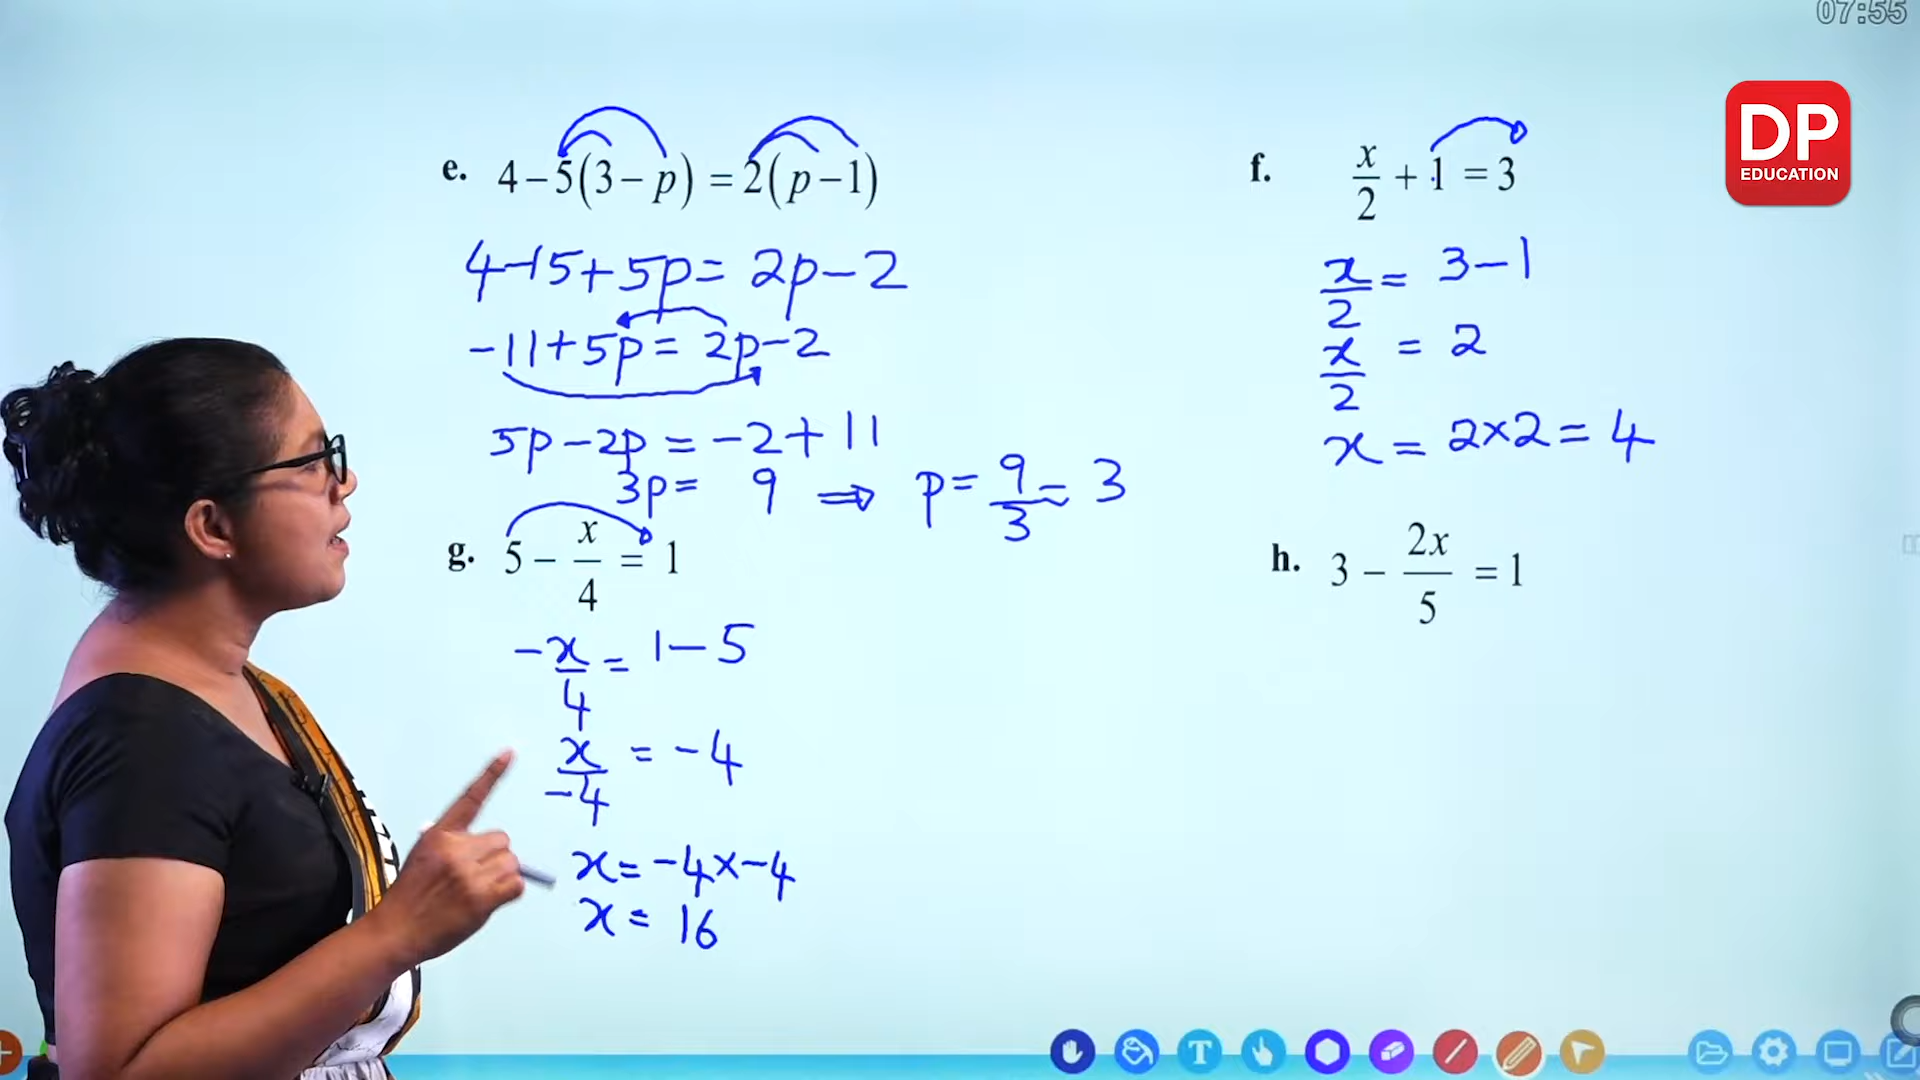 07:55
DP
EDUCATION
e. 4 − 5(3 − p) = 2(p − 1)
4 − 15 + 5p = 2p − 2
−11 + 5p = 2p − 2
5p − 2p = −2 + 11
3p = 9 ⇒ p = 9/3 = 3
f. x/2 + 1 = 3
x/2 = 3 − 1
x/2 = 2
x = 2×2 = 4
g. 5 − x/4 = 1
−x/4 = 1 − 5
x/−4 = −4
x = −4×−4
x = 16
h. 3 − 2x/5 = 1
T